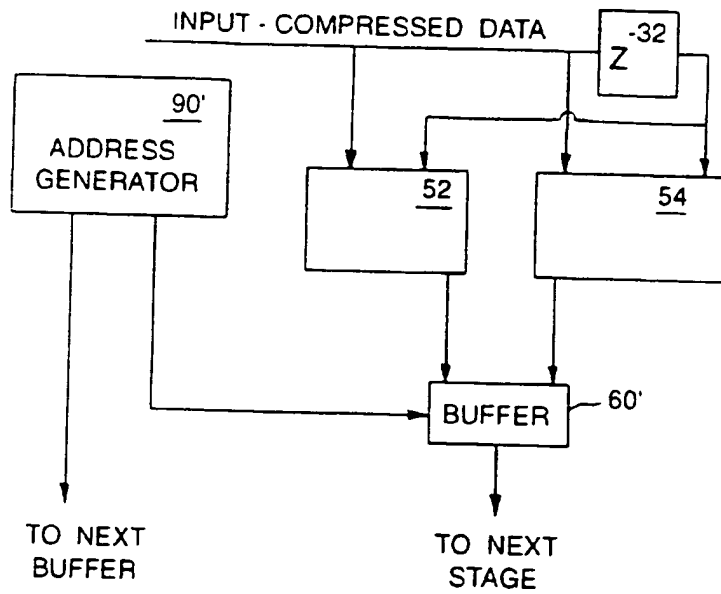 INPUT - COMPRESSED DATA
Z-32
90'
ADDRESS
GENERATOR
52
54
BUFFER
60'
TO NEXT
BUFFER
TO NEXT
STAGE